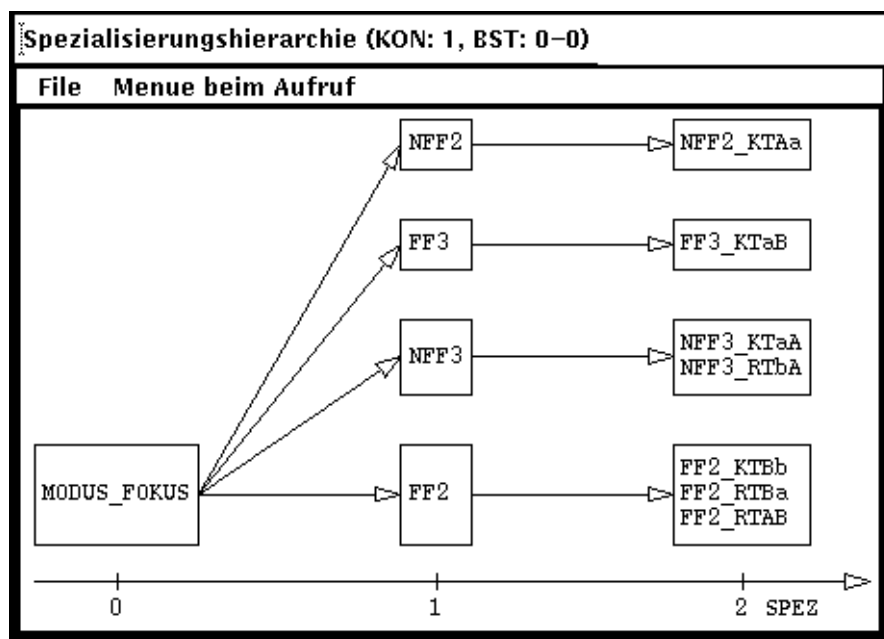 Spezialisierungshierarchie (KON: 1, BST: 0-0)
File Menue beim Aufruf
NFF2
NFF2_KTAa
FF3
FF3_KTaB
NFF3
NFF3_KTaA
NFF3_RTbA
MODUS_FOKUS
FF2
FF2_KTBb
FF2_RTBa
FF2_RTAB
0 1 2 SPEZ